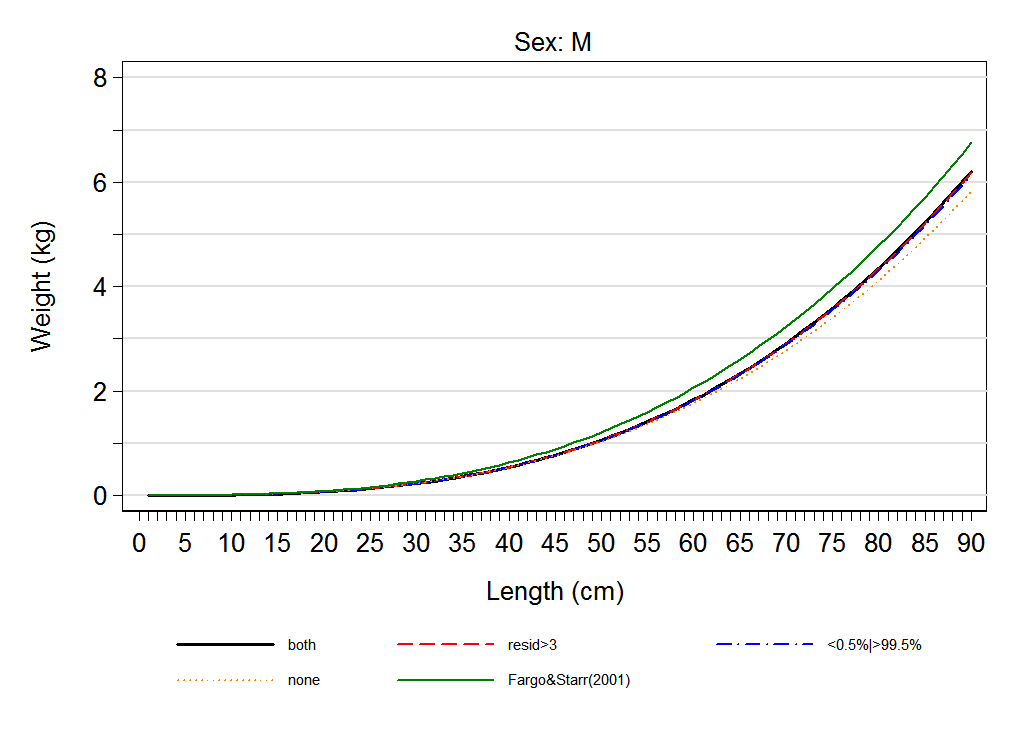 Sex: M
8
6
4
2
0
Weight (kg)
0 5 10 15 20 25 30 35 40 45 50 55 60 65 70 75 80 85 90
Length (cm)
both resid>3 <0.5%|>99.5%
none Fargo&Starr(2001)